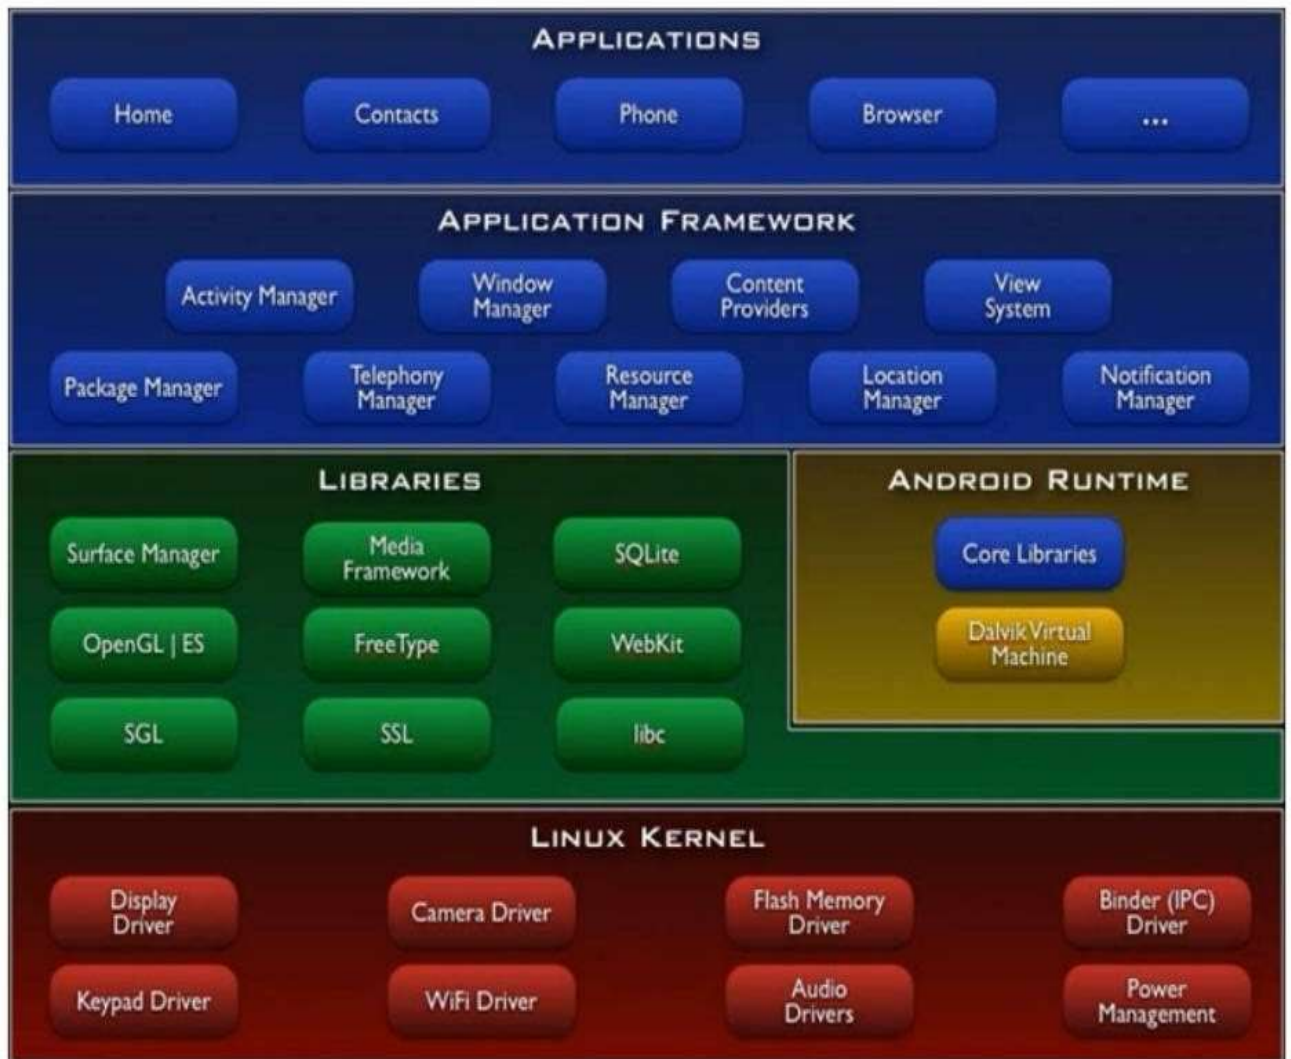 APPLICATIONS
Home
Contacts
Phone
Browser
...
APPLICATION FRAMEWORK
Activity Manager
Window
Manager
Content
Providers
View
System
Package Manager
Telephony
Manager
Resource
Manager
Location
Manager
Notification
Manager
LIBRARIES
Surface Manager
Media
Framework
SQLite
OpenGL | ES
FreeType
WebKit
SGL
SSL
libc
ANDROID RUNTIME
Core Libraries
Dalvik Virtual
Machine
LINUX KERNEL
Display
Driver
Camera Driver
Flash Memory
Driver
Binder (IPC)
Driver
Keypad Driver
WiFi Driver
Audio
Drivers
Power
Management